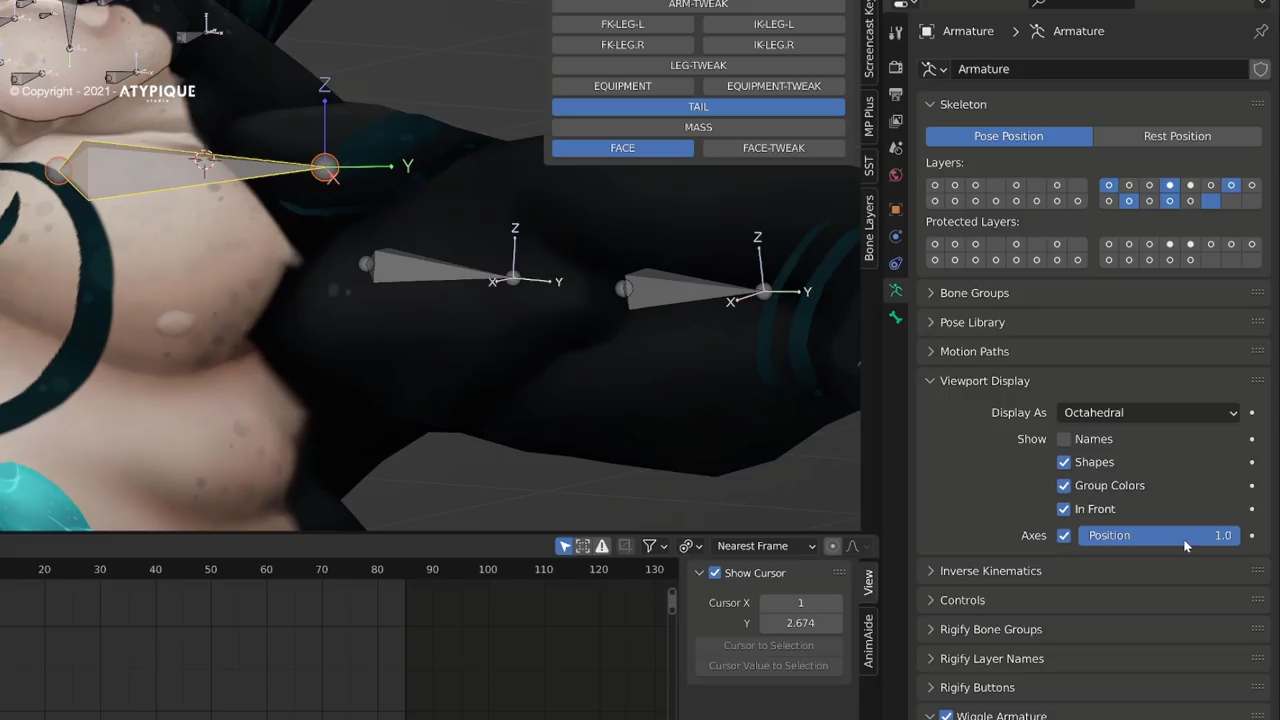 ARM-TWEAK
FK-LEG-L
IK-LEG-L
FK-LEG.R
IK-LEG.R
LEG-TWEAK
EQUIPMENT
EQUIPMENT-TWEAK
TAIL
MASS
FACE
FACE-TWEAK
© Copyright - 2021 - ATYPIQUE
studio
Z
Y
X
Z
X
Y
Z
X
Y
Screencast Key
MP Plus
SST
Bone Layers
Armature > Armature
Armature
Skeleton
Pose Position
Rest Position
Layers:
Protected Layers:
Bone Groups
Pose Library
Motion Paths
Viewport Display
Display As Octahedral
Show Names
Shapes
Group Colors
In Front
Axes Position 1.0
Inverse Kinematics
Controls
Rigify Bone Groups
Rigify Layer Names
Rigify Buttons
Wiggle Armature
Nearest Frame
20 30 40 50 60 70 80 90 100 110 120 130
Show Cursor
Cursor X 1
Y 2.674
Cursor to Selection
Cursor Value to Selection
View
AnimAide